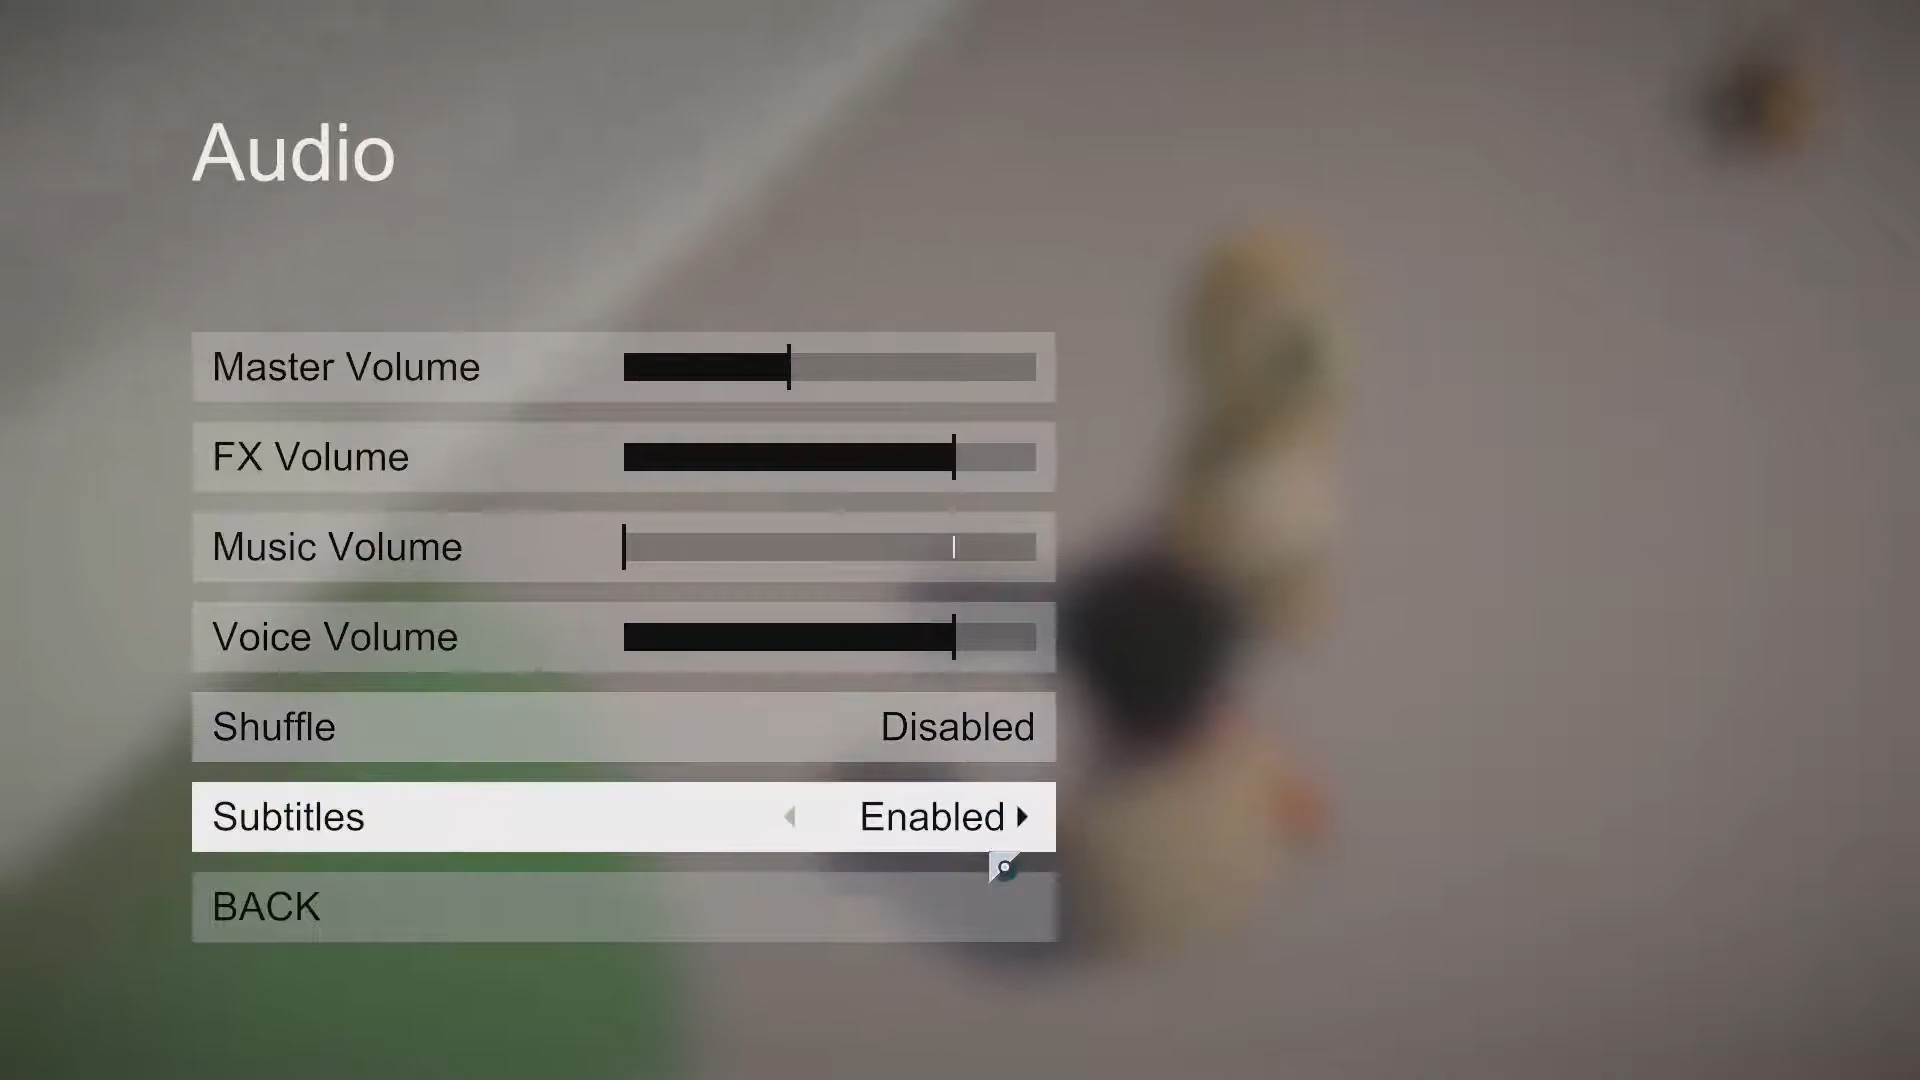 Audio
Master Volume
FX Volume
Music Volume
Voice Volume
Shuffle Disabled
Subtitles Enabled
BACK